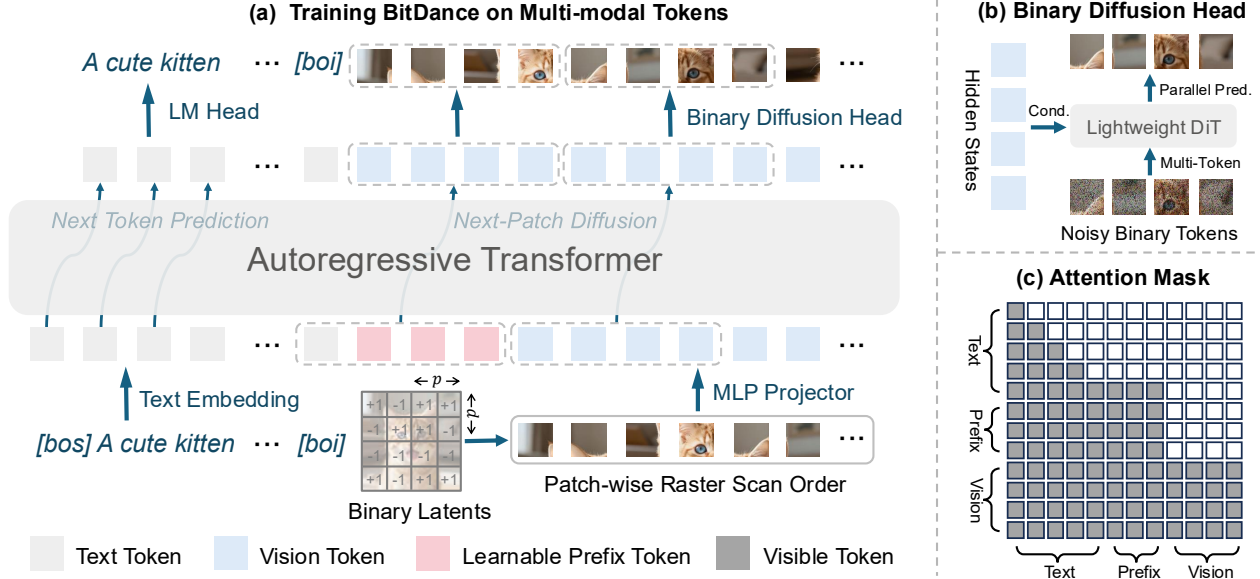 (a) Training BitDance on Multi-modal Tokens
A cute kitten ... [boi] ...
LM Head
Binary Diffusion Head
...
...
Next Token Prediction
Next-Patch Diffusion
Autoregressive Transformer
...
...
Text Embedding
MLP Projector
[bos] A cute kitten ... [boi]
p
p
+1 -1 +1 +1
-1 +1 +1 -1
-1 -1 -1 -1
+1 +1 -1 +1
...
Binary Latents
Patch-wise Raster Scan Order
Text Token
Vision Token
Learnable Prefix Token
Visible Token
(b) Binary Diffusion Head
Hidden States
Parallel Pred.
Cond.
Lightweight DiT
Multi-Token
Noisy Binary Tokens
(c) Attention Mask
Text
Prefix
Vision
Text Prefix Vision